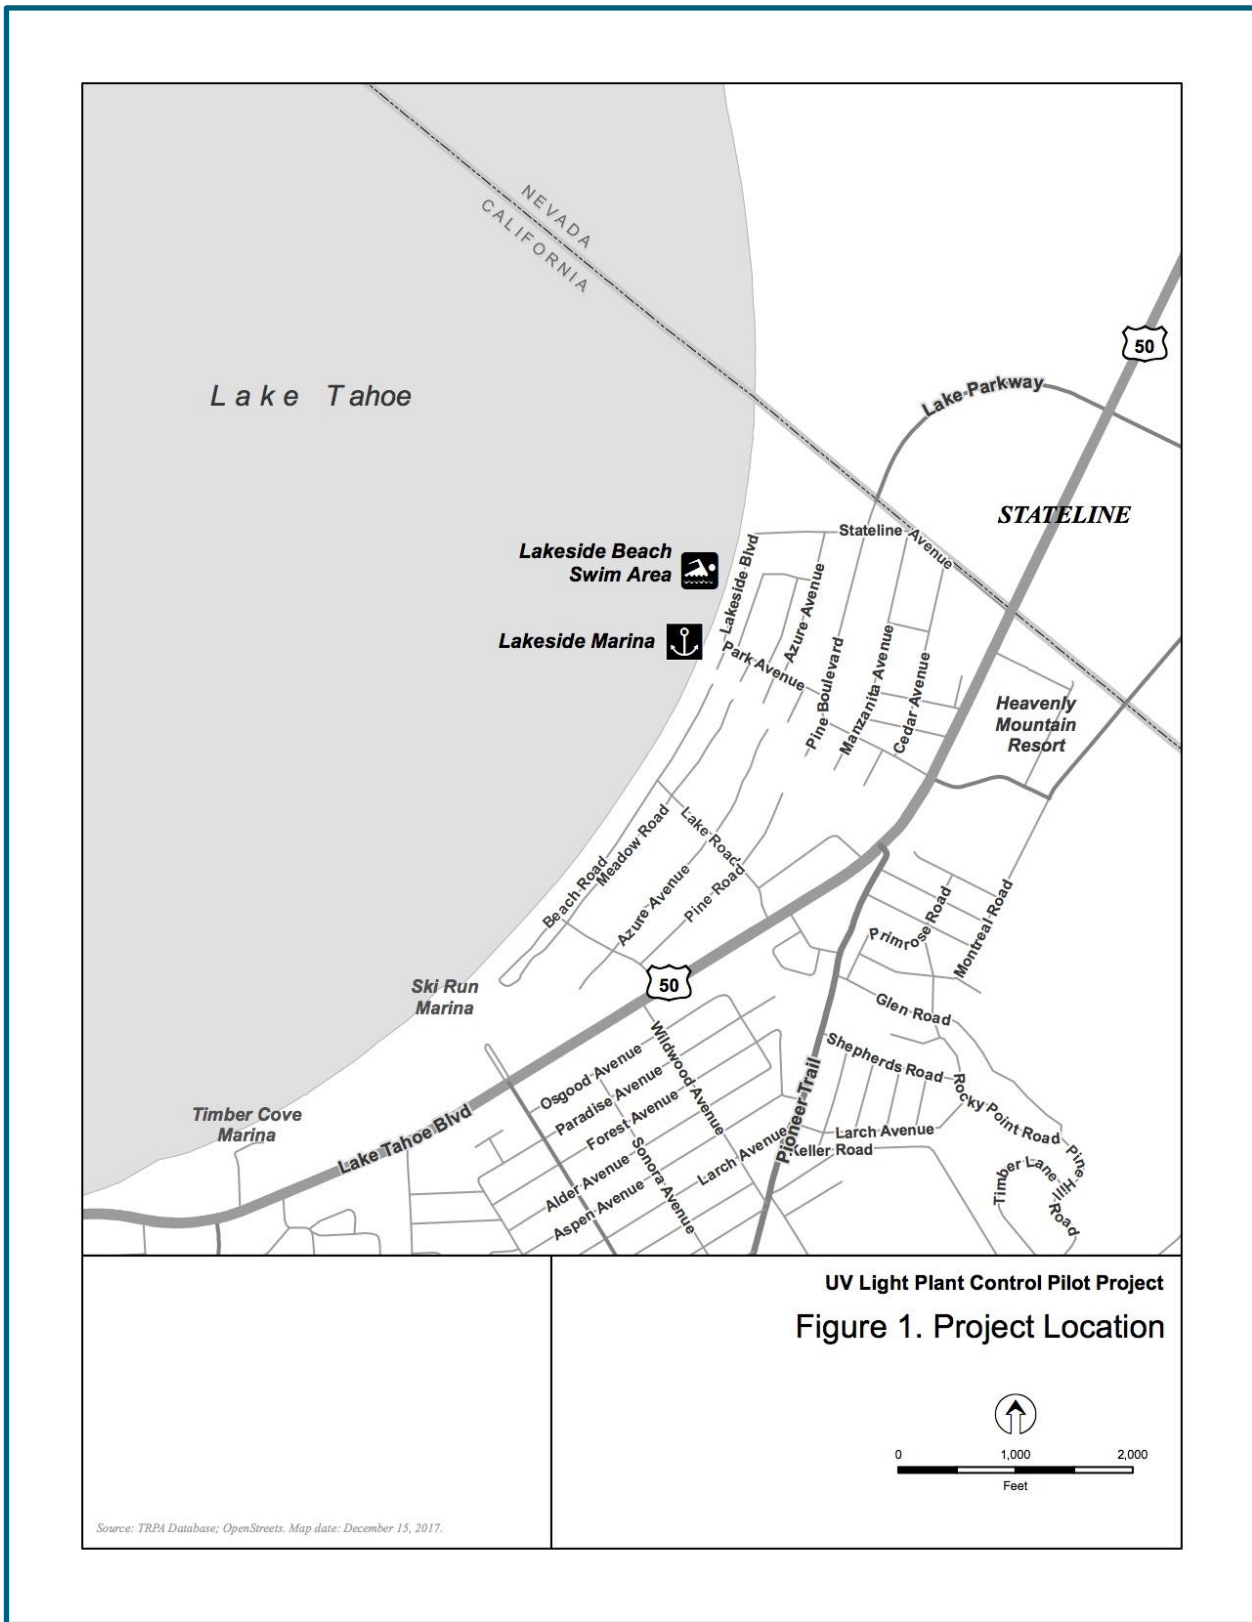 NEVADA
CALIFORNIA
50
Lake Tahoe
Lake Parkway
STATELINE
Stateline Avenue
Lakeside Beach
Swim Area
Lakeside Blvd
Azure Avenue
Lakeside Marina
Park Avenue
Pine Boulevard
Manzanita Avenue
Cedar Avenue
Heavenly
Mountain
Resort
Lake Road
Meadow Road
Beach Road
Azure Avenue
Pine Road
Primrose Road
Montreal Road
Ski Run
Marina
50
Glen Road
Wildwood Avenue
Shepherds Road
Osgood Avenue
Paradise Avenue
Forest Avenue
Pioneer Trail
Rocky Point Road
Timber Cove
Marina
Lake Tahoe Blvd
Larch Avenue
Keller Road
Larch Avenue
Sonora Avenue
Alder Avenue
Aspen Avenue
Timber Lane
Pine Hill Road
UV Light Plant Control Pilot Project
Figure 1. Project Location
0 1,000 2,000
Feet
Source: TRPA Database; OpenStreets. Map date: December 15, 2017.